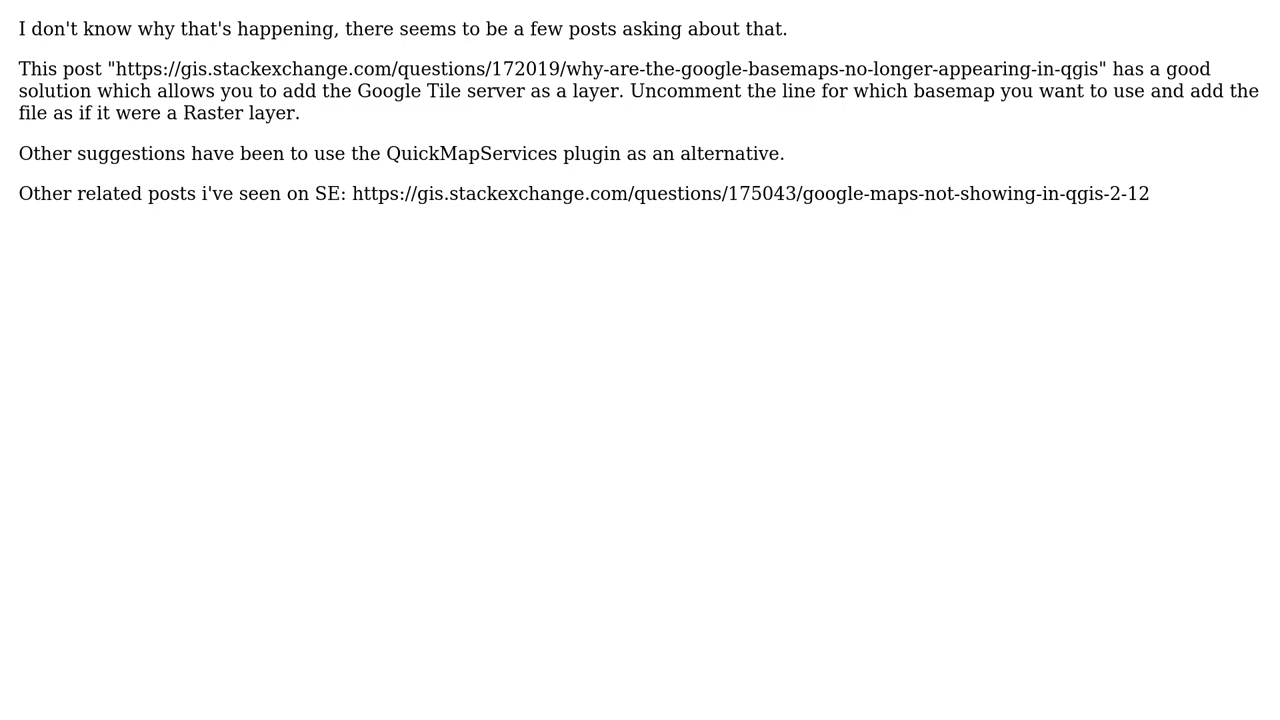 I don't know why that's happening, there seems to be a few posts asking about that.
This post "https://gis.stackexchange.com/questions/172019/why-are-the-google-basemaps-no-longer-appearing-in-qgis" has a good
solution which allows you to add the Google Tile server as a layer. Uncomment the line for which basemap you want to use and add the
file as if it were a Raster layer.
Other suggestions have been to use the QuickMapServices plugin as an alternative.
Other related posts i've seen on SE: https://gis.stackexchange.com/questions/175043/google-maps-not-showing-in-qgis-2-12